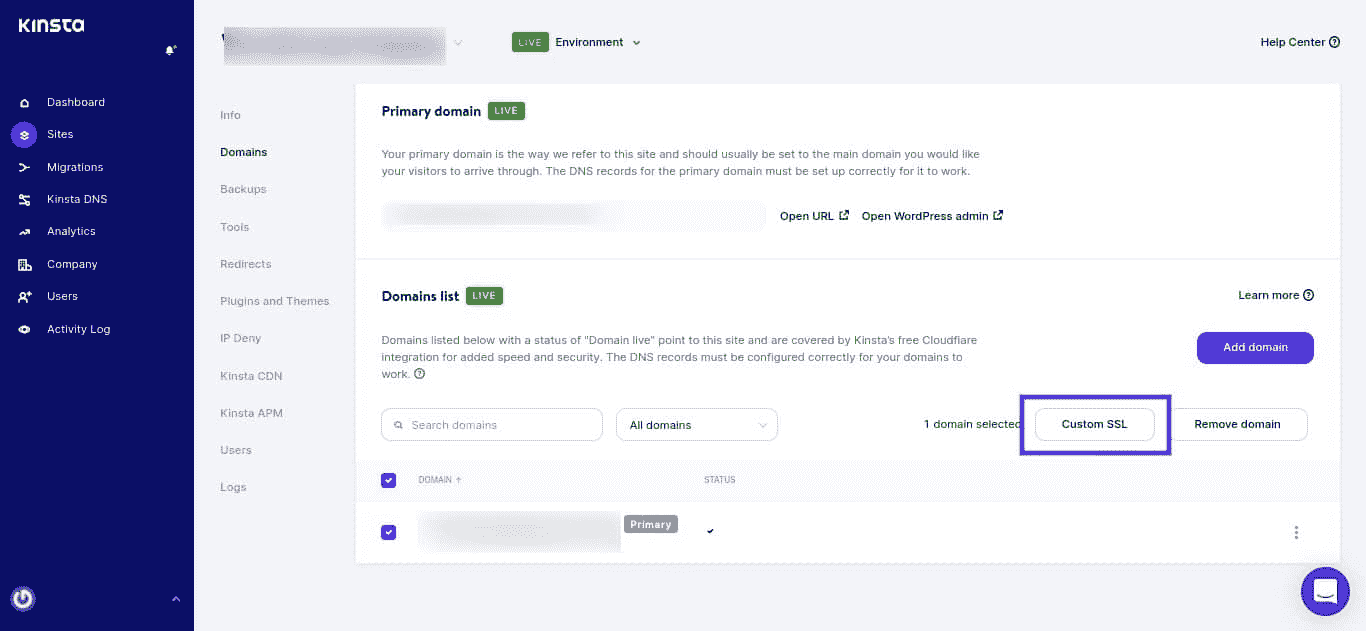 KINSTA
LIVE Environment
Help Center
Dashboard
Sites
Migrations
Kinsta DNS
Analytics
Company
Users
Activity Log
Info
Domains
Backups
Tools
Redirects
Plugins and Themes
IP Deny
Kinsta CDN
Kinsta APM
Users
Logs
Primary domain LIVE
Your primary domain is the way we refer to this site and should usually be set to the main domain you would like
your visitors to arrive through. The DNS records for the primary domain must be set up correctly for it to work.
Open URL Open WordPress admin
Domains list LIVE
Learn more
Domains listed below with a status of "Domain live" point to this site and are covered by Kinsta's free Cloudflare
integration for added speed and security. The DNS records must be configured correctly for your domains to
work.
Add domain
Search domains All domains 1 domain selected Custom SSL Remove domain
DOMAIN STATUS
Primary